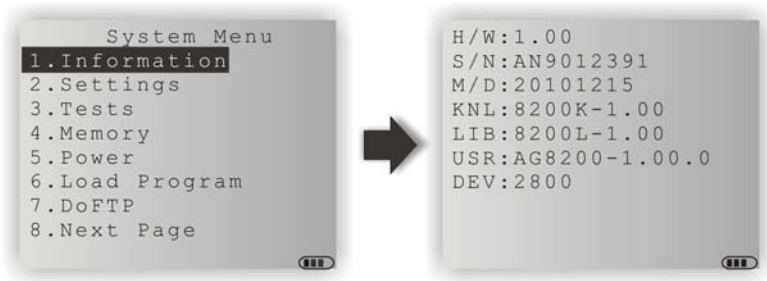 System Menu
1.Information
2.Settings
3.Tests
4.Memory
5.Power
6.Load Program
7.DoFTP
8.Next Page
H/W:1.00
S/N:AN9012391
M/D:20101215
KNL:8200K-1.00
LIB:8200L-1.00
USR:AG8200-1.00.0
DEV:2800